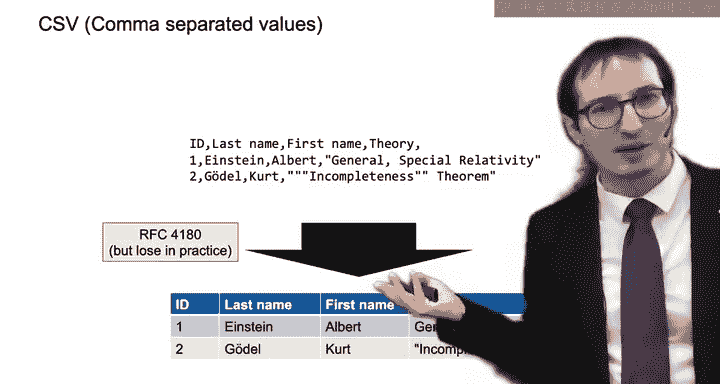 CSV (Comma separated values)
ID,Last name,First name,Theory,
1,Einstein,Albert,"General, Special Relativity"
2,Gödel,Kurt,"""Incompleteness"" Theorem"
RFC 4180
(but lose in practice)
ID Last name First name
1 Einstein Albert
2 Gödel Kurt